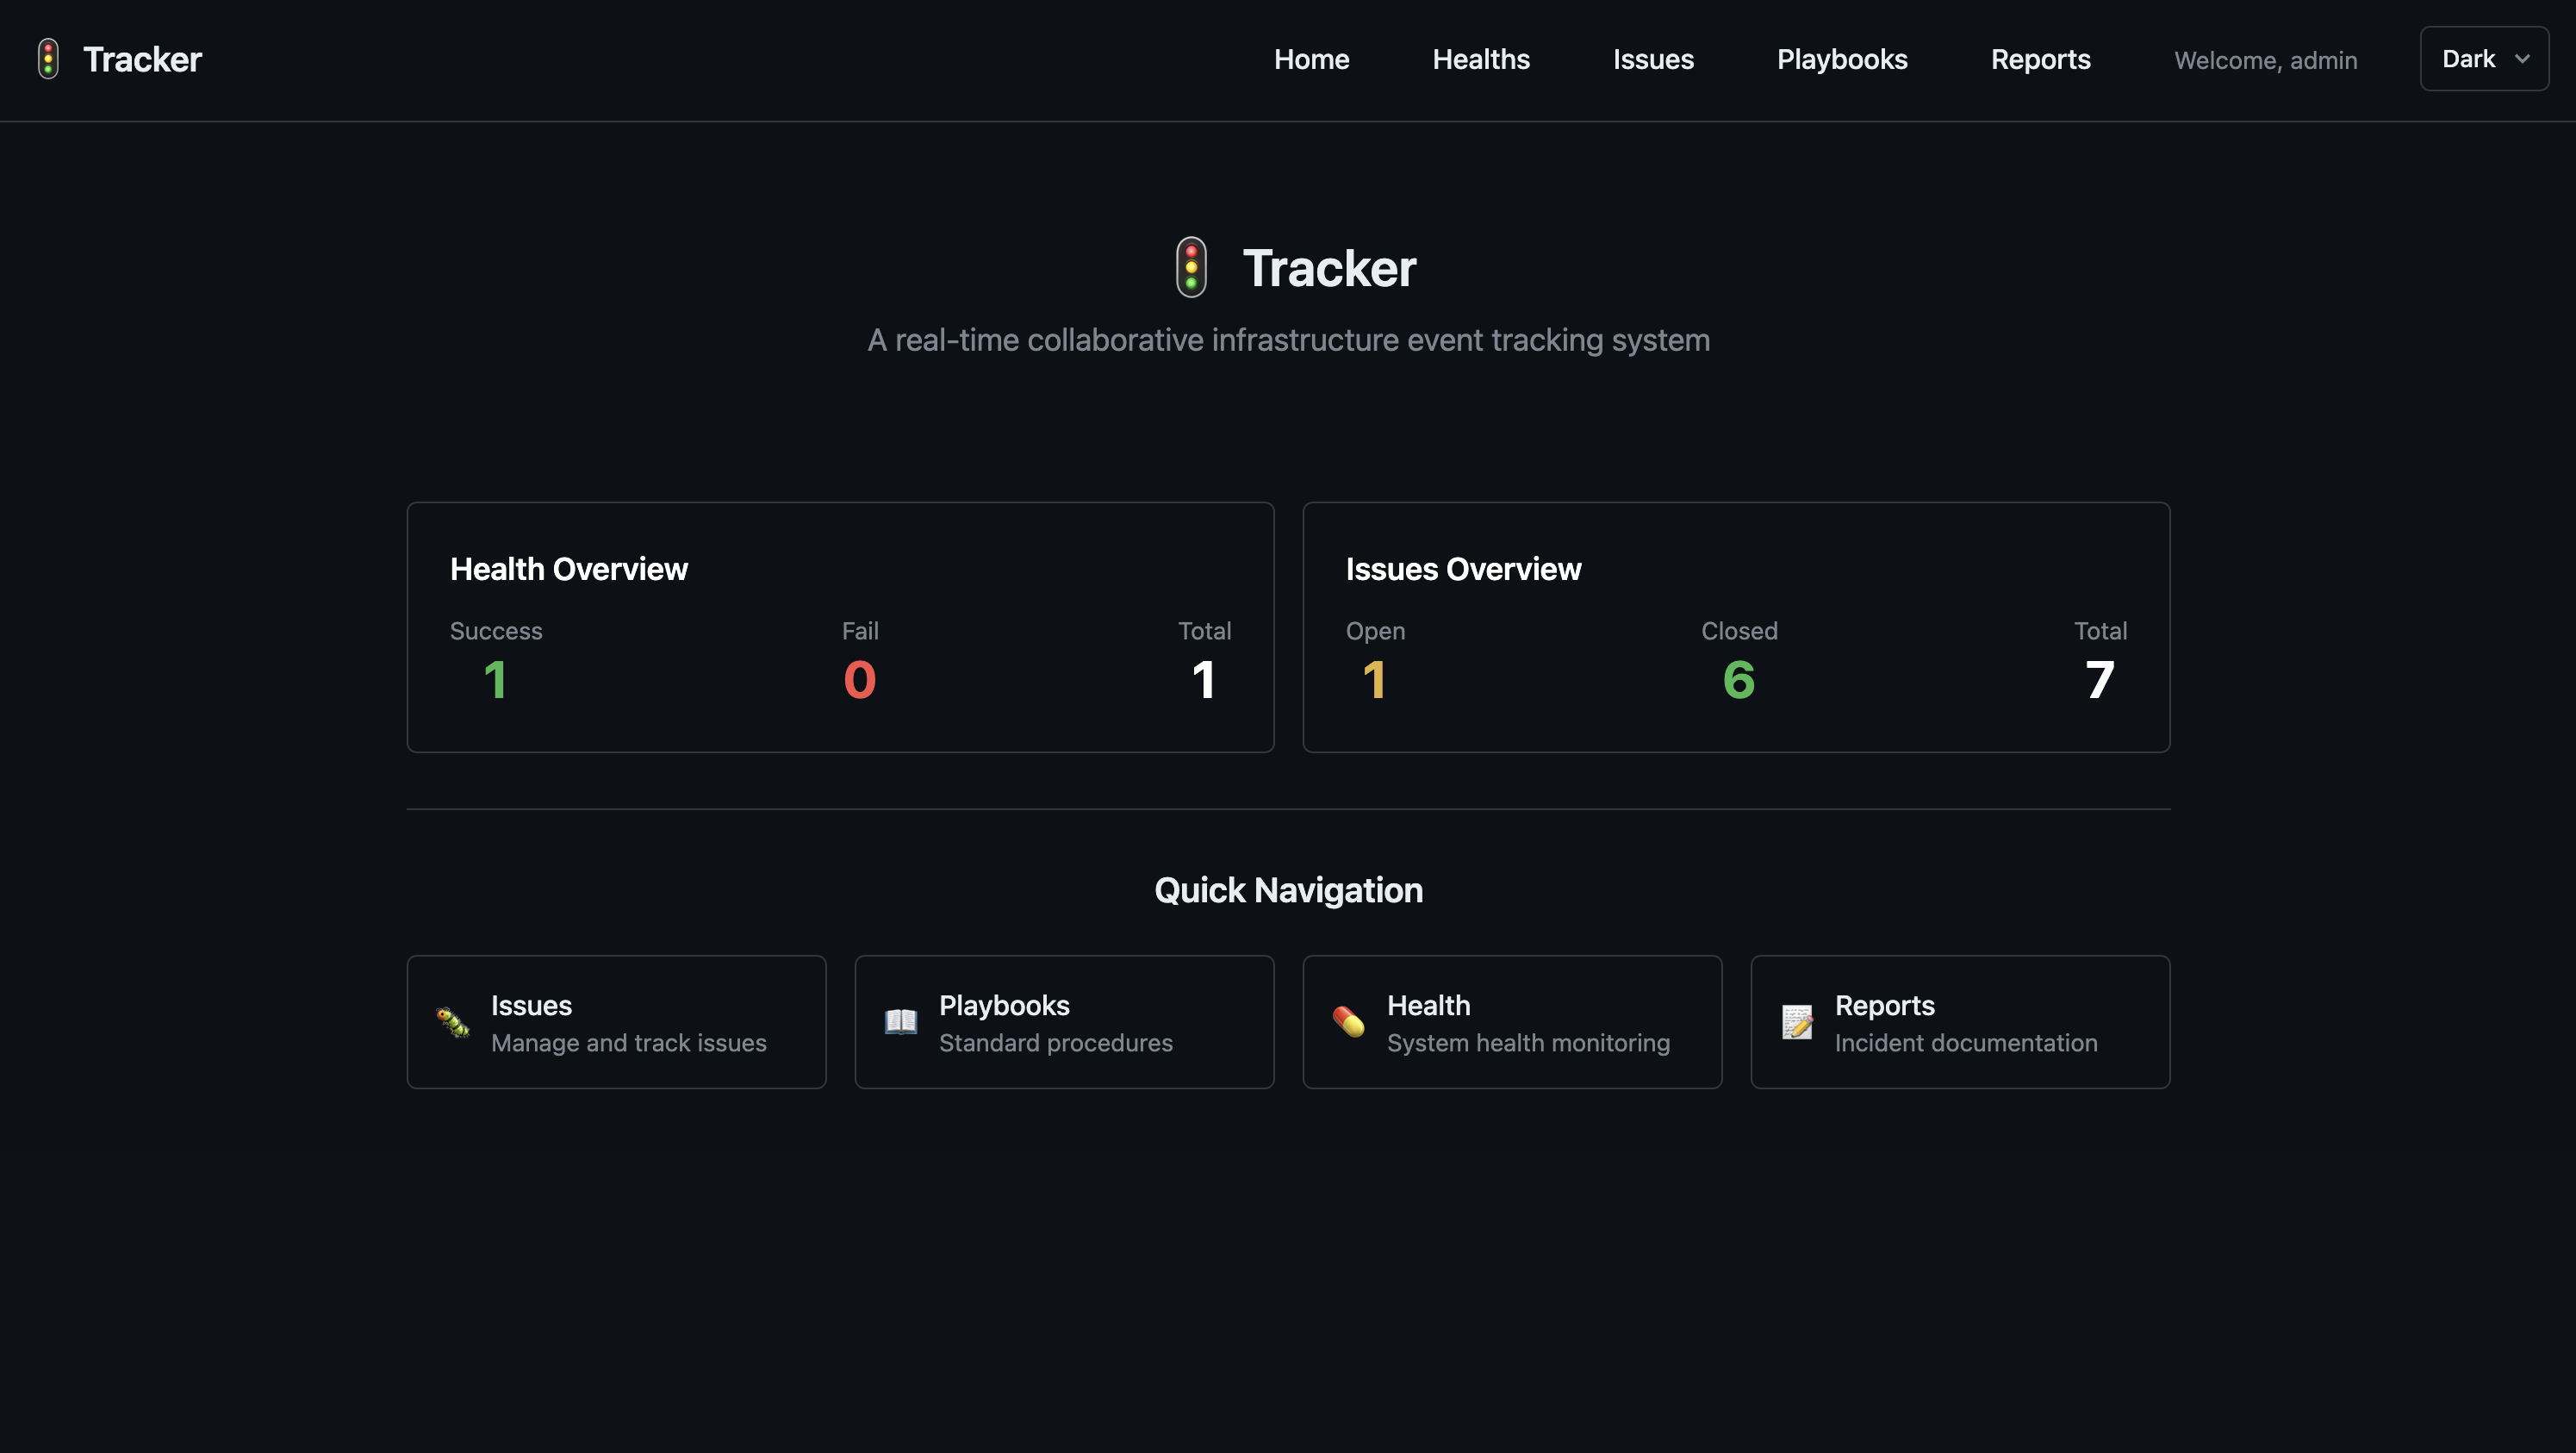 Tracker
Home Healths Issues Playbooks Reports Welcome, admin Dark
Tracker
A real-time collaborative infrastructure event tracking system
Health Overview
Success Fail Total
1 0 1
Issues Overview
Open Closed Total
1 6 7
Quick Navigation
Issues
Manage and track issues
Playbooks
Standard procedures
Health
System health monitoring
Reports
Incident documentation